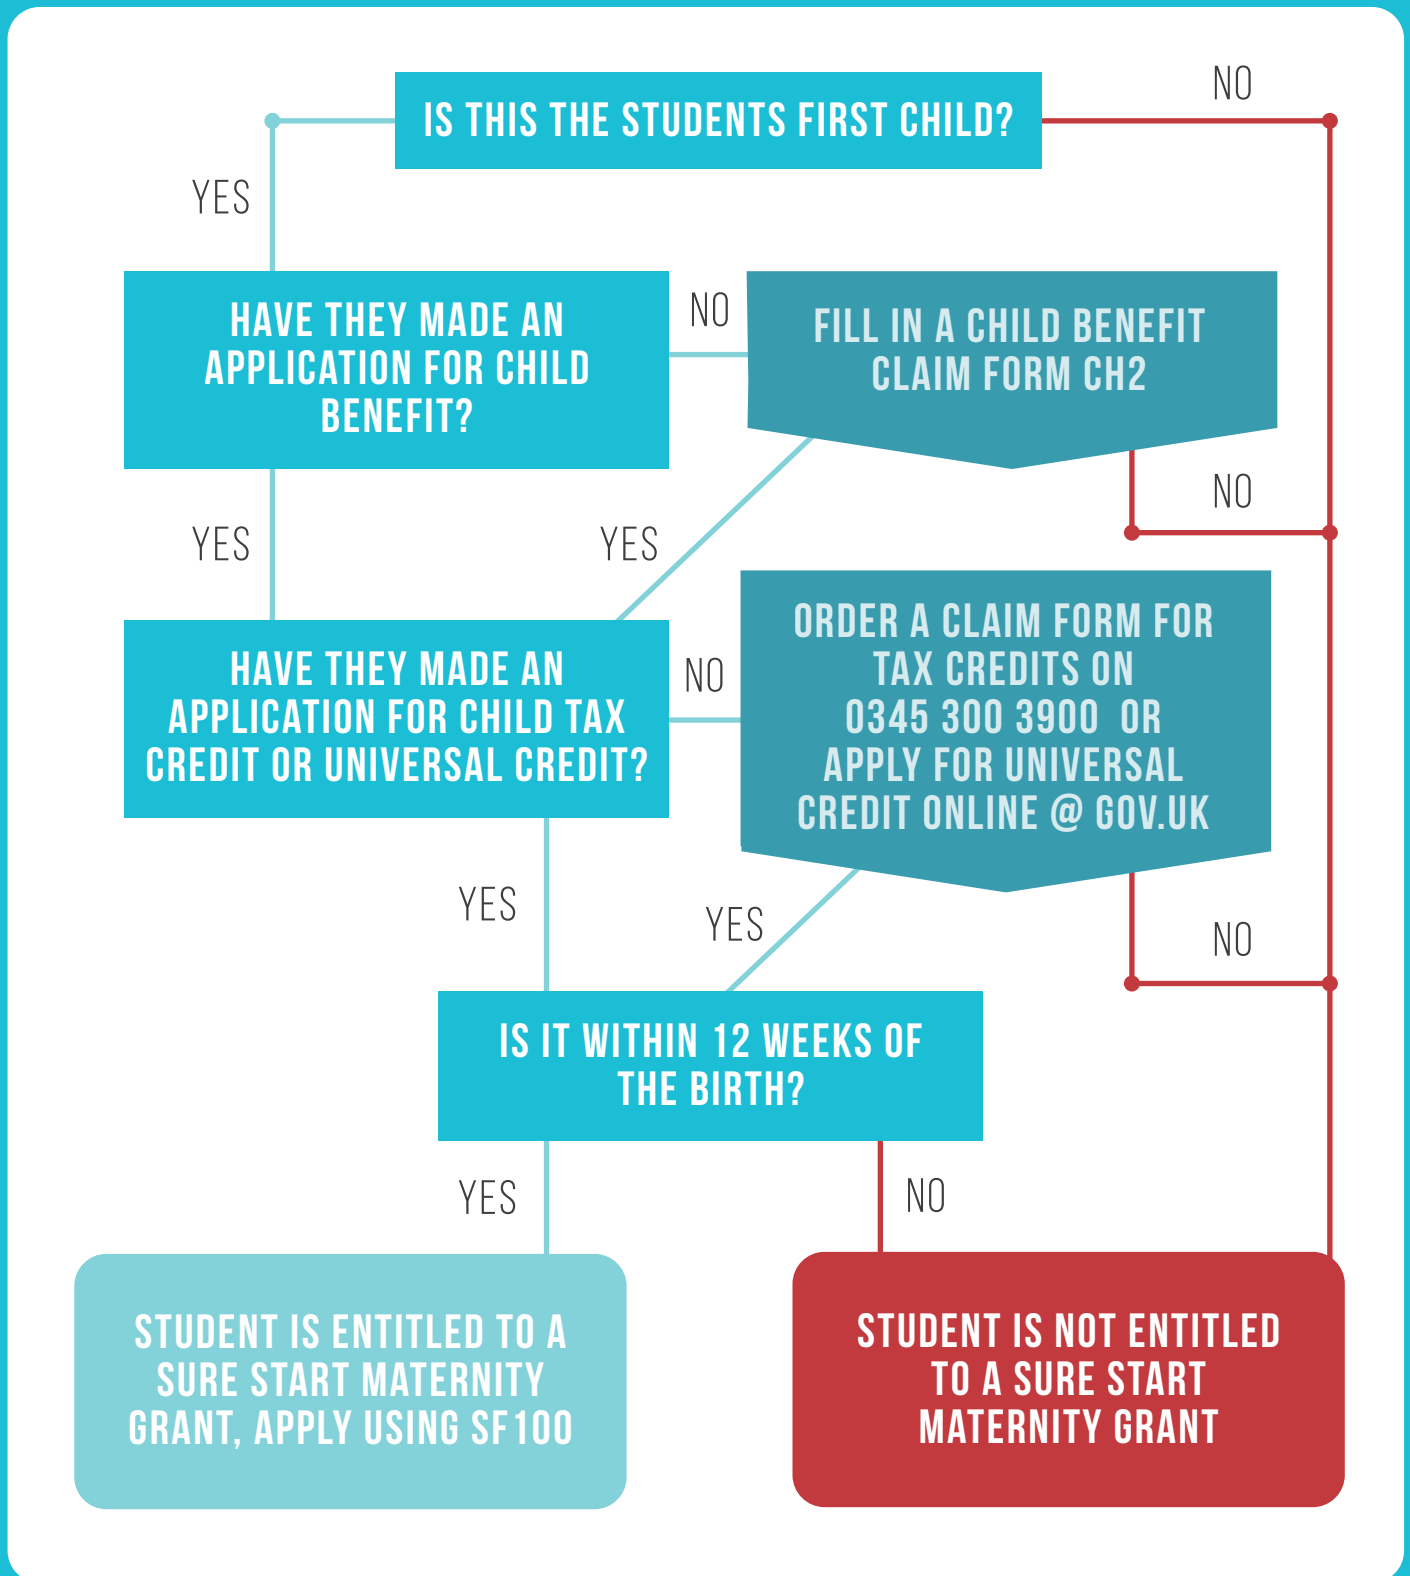 NO
IS THIS THE STUDENTS FIRST CHILD?
YES
HAVE THEY MADE AN
APPLICATION FOR CHILD
BENEFIT?
NO
FILL IN A CHILD BENEFIT
CLAIM FORM CH2
NO
YES
YES
HAVE THEY MADE AN
APPLICATION FOR CHILD TAX
CREDIT OR UNIVERSAL CREDIT?
NO
ORDER A CLAIM FORM FOR
TAX CREDITS ON
0345 300 3900 OR
APPLY FOR UNIVERSAL
CREDIT ONLINE @ GOV.UK
YES
YES
NO
IS IT WITHIN 12 WEEKS OF
THE BIRTH?
YES
NO
STUDENT IS ENTITLED TO A
SURE START MATERNITY
GRANT, APPLY USING SF100
STUDENT IS NOT ENTITLED
TO A SURE START
MATERNITY GRANT